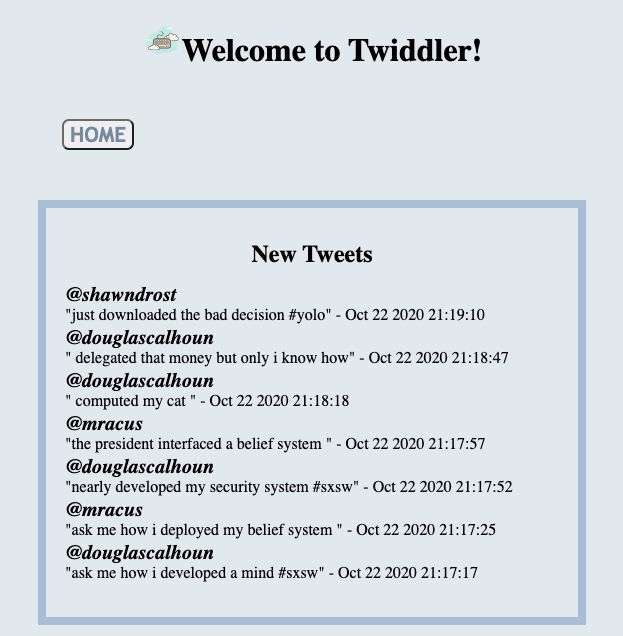 Welcome to Twiddler!
HOME
New Tweets
@shawndrost
"just downloaded the bad decision #yolo" - Oct 22 2020 21:19:10
@douglascalhoun
" delegated that money but only i know how" - Oct 22 2020 21:18:47
@douglascalhoun
" computed my cat " - Oct 22 2020 21:18:18
@mracus
"the president interfaced a belief system " - Oct 22 2020 21:17:57
@douglascalhoun
"nearly developed my security system #sxsw" - Oct 22 2020 21:17:52
@mracus
"ask me how i deployed my belief system " - Oct 22 2020 21:17:25
@douglascalhoun
"ask me how i developed a mind #sxsw" - Oct 22 2020 21:17:17